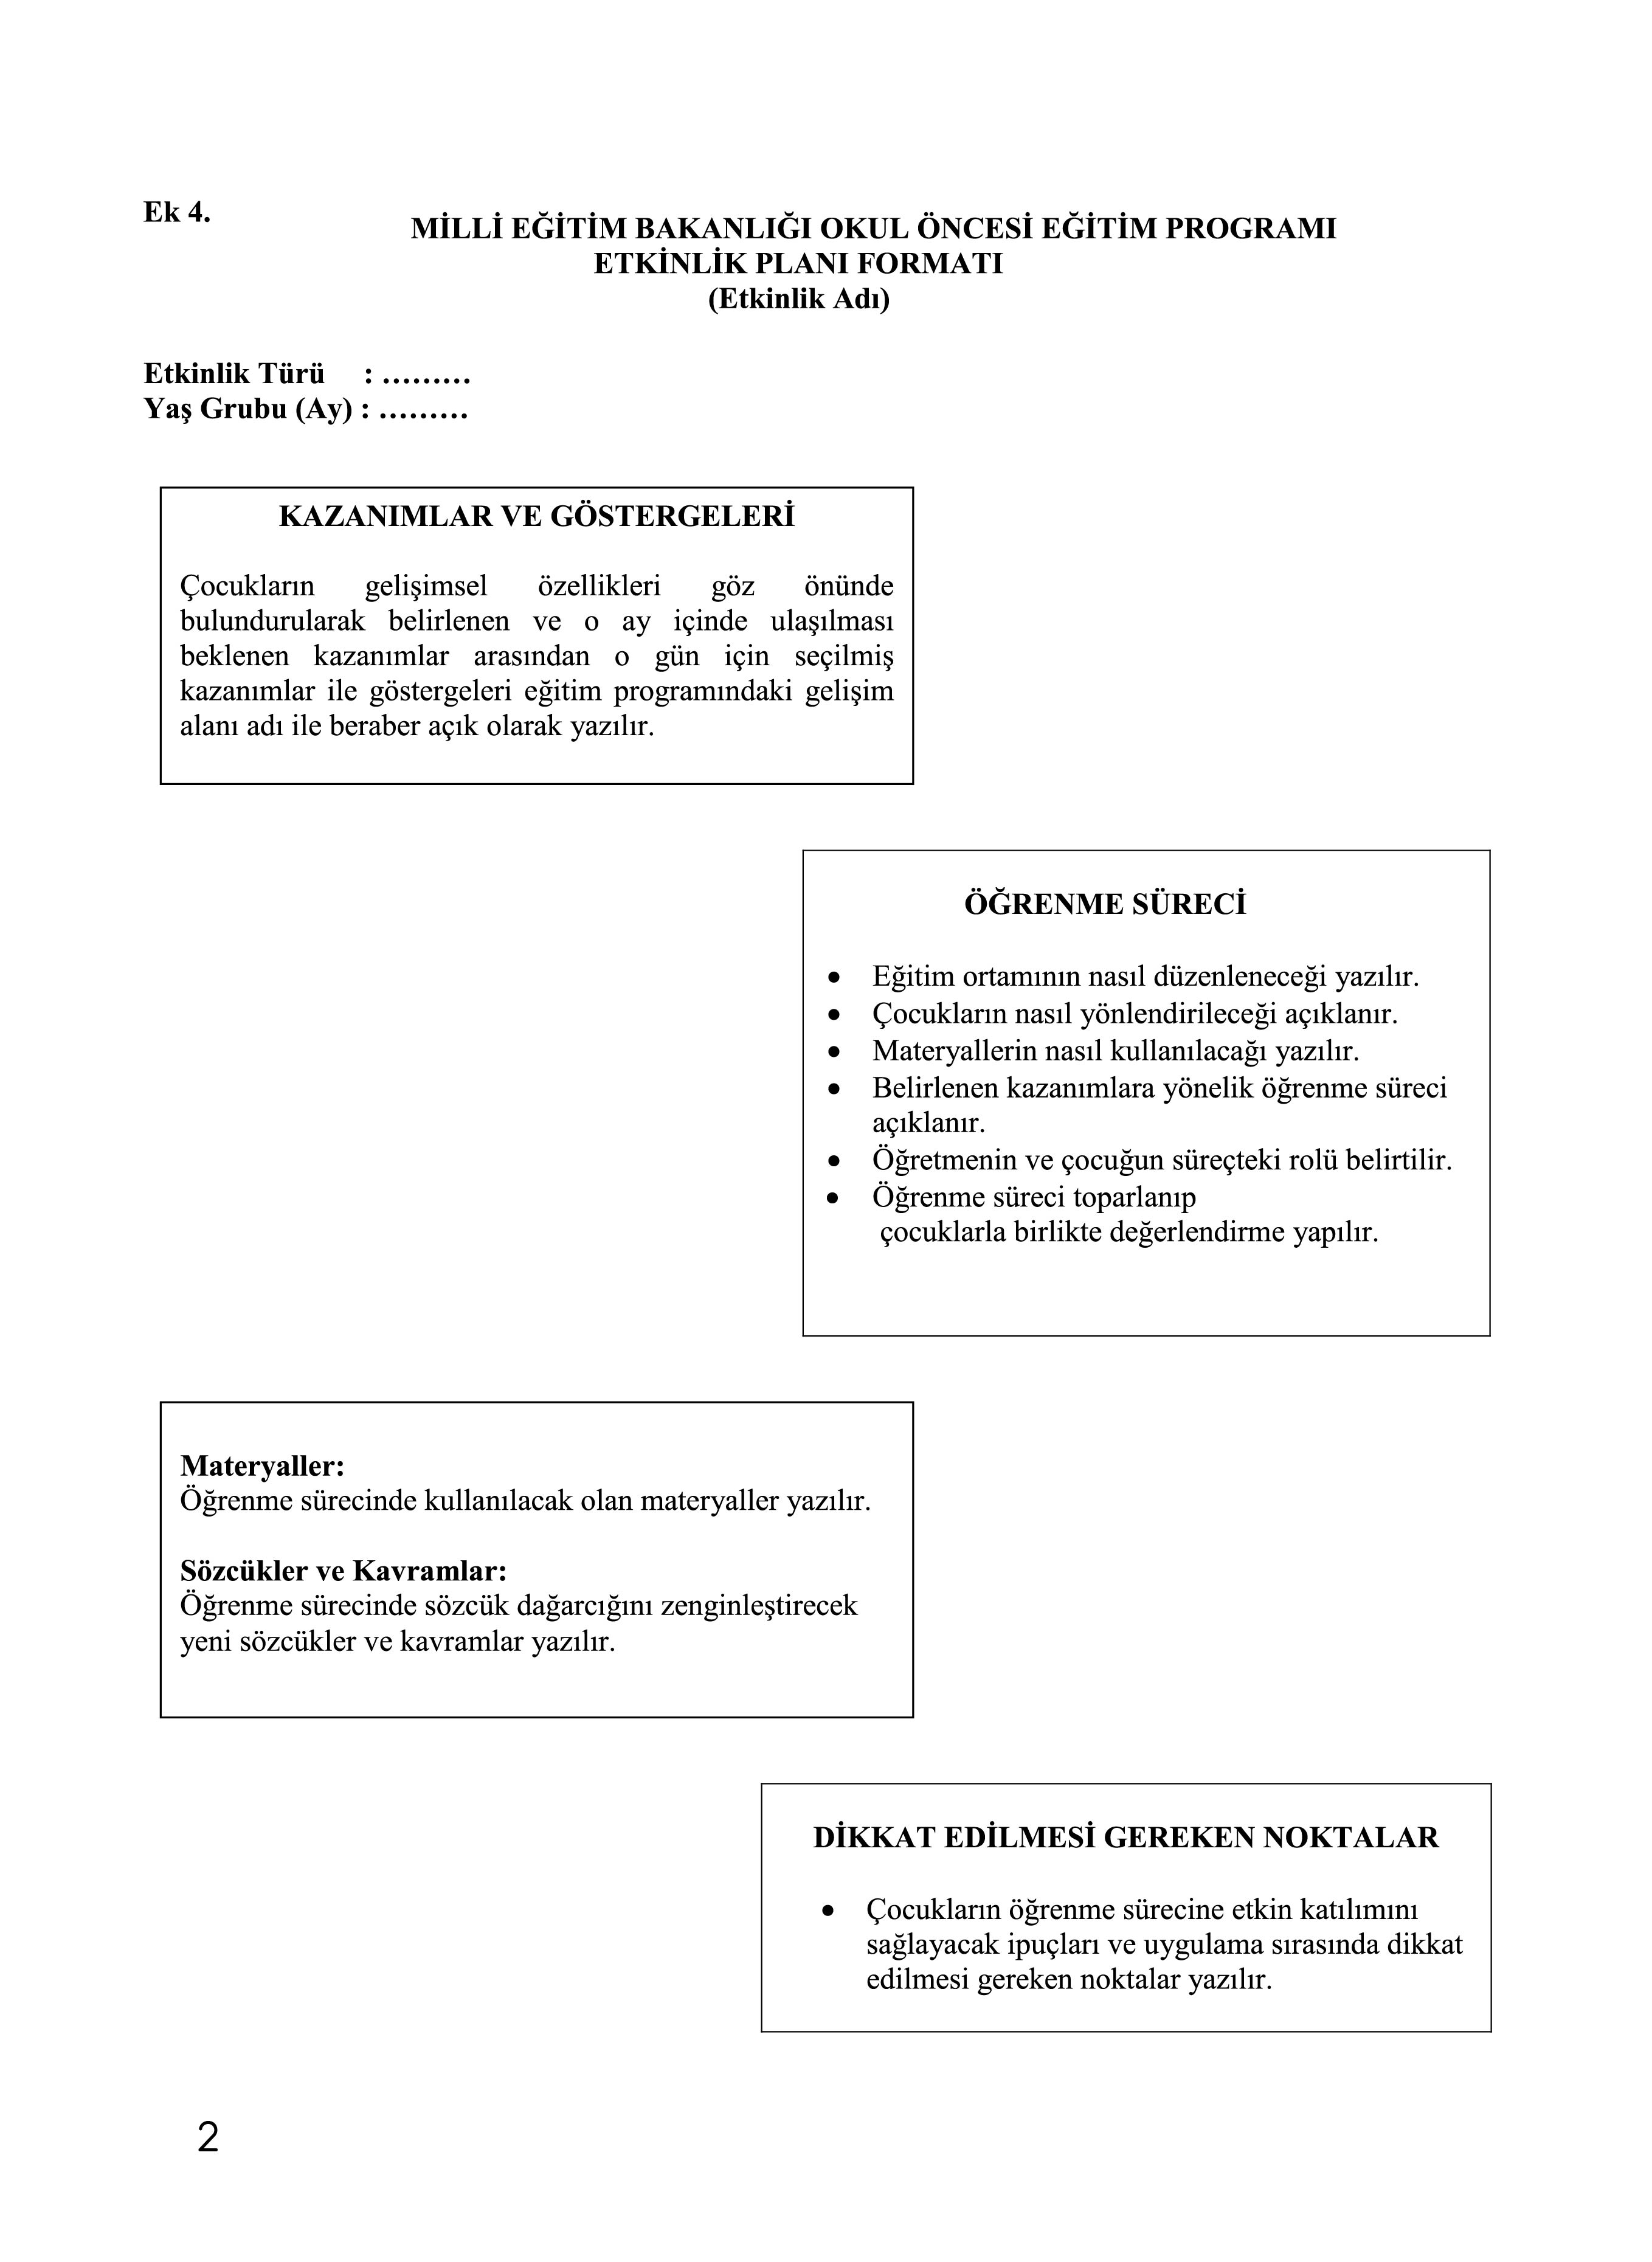 Ek 4.
MİLLİ EĞİTİM BAKANLIĞI OKUL ÖNCESİ EĞİTİM PROGRAMI
ETKİNLİK PLANI FORMATI
(Etkinlik Adı)
Etkinlik Türü : ………
Yaş Grubu (Ay) : ………
KAZANIMLAR VE GÖSTERGELERİ
Çocukların gelişimsel özellikleri göz önünde
bulundurularak belirlenen ve o ay içinde ulaşılması
beklenen kazanımlar arasından o gün için seçilmiş
kazanımlar ile göstergeleri eğitim programındaki gelişim
alanı adı ile beraber açık olarak yazılır.
ÖĞRENME SÜRECİ
• Eğitim ortamının nasıl düzenleneceği yazılır.
• Çocukların nasıl yönlendirileceği açıklanır.
• Materyallerin nasıl kullanılacağı yazılır.
• Belirlenen kazanımlara yönelik öğrenme süreci
açıklanır.
• Öğretmenin ve çocuğun süreçteki rolü belirtilir.
• Öğrenme süreci toparlanıp
çocuklarla birlikte değerlendirme yapılır.
Materyaller:
Öğrenme sürecinde kullanılacak olan materyaller yazılır.
Sözcükler ve Kavramlar:
Öğrenme sürecinde sözcük dağarcığını zenginleştirecek
yeni sözcükler ve kavramlar yazılır.
DİKKAT EDİLMESİ GEREKEN NOKTALAR
• Çocukların öğrenme sürecine etkin katılımını
sağlayacak ipuçları ve uygulama sırasında dikkat
edilmesi gereken noktalar yazılır.
2